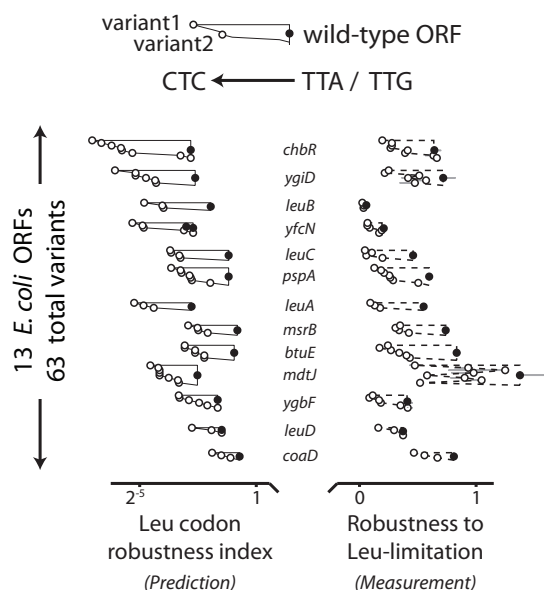 variant1
variant2
wild-type ORF
CTC TTA / TTG
13 E. coli ORFs
63 total variants
chbR
ygiD
leuB
yfcN
leuC
pspA
leuA
msrB
btuE
mdtJ
ygbF
leuD
coaD
2-5 1
0 1
Leu codon
robustness index
(Prediction)
Robustness to
Leu-limitation
(Measurement)